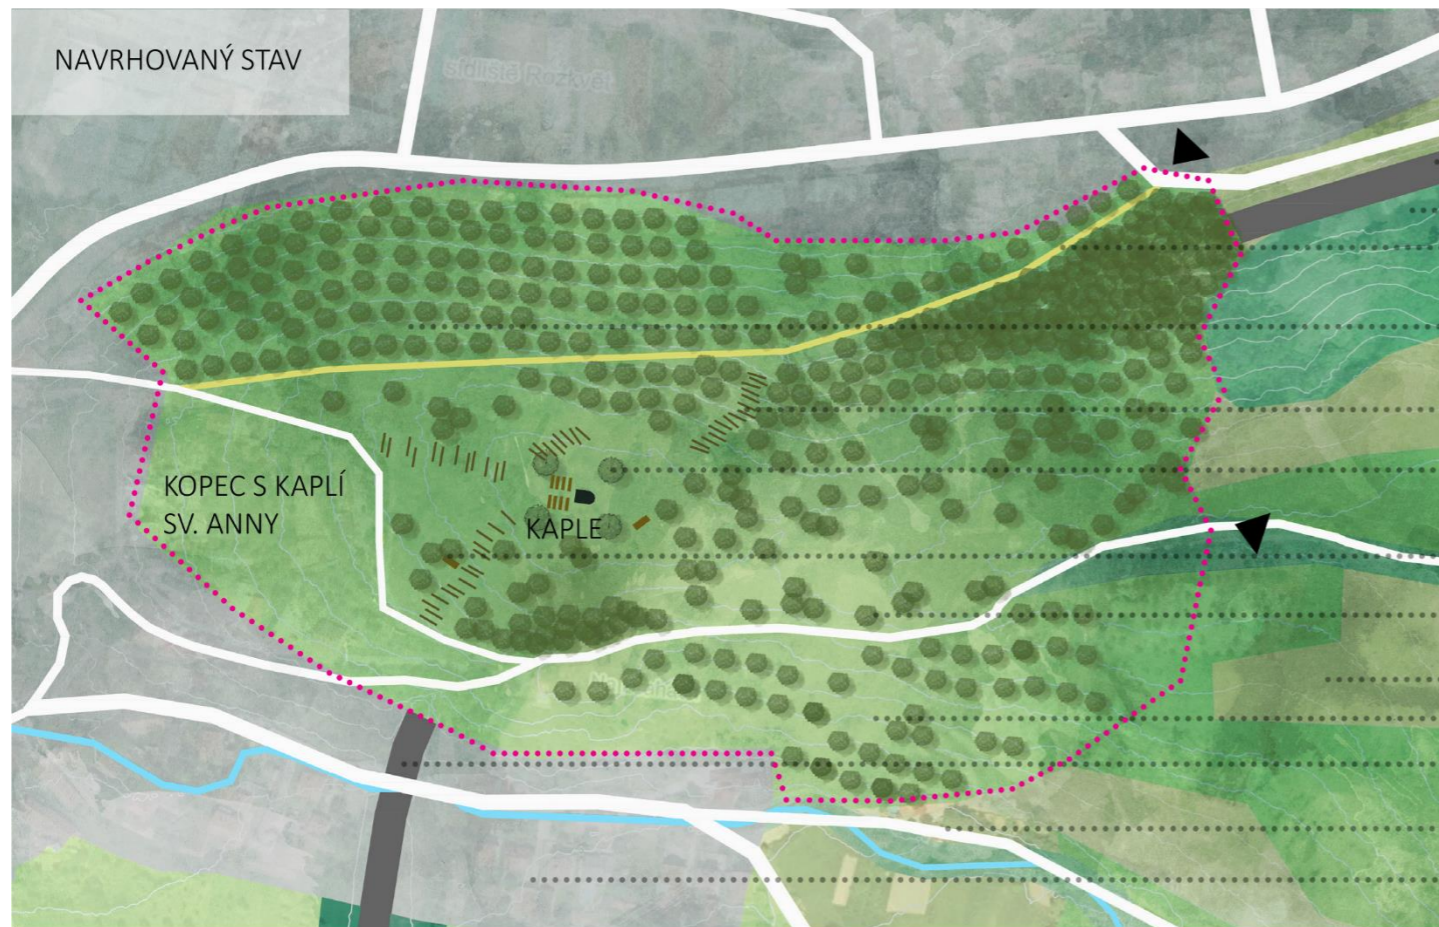 NAVRHOVANÝ STAV
sídliště Rozkvět
KOPEC S KAPLÍ
SV. ANNY
KAPLE